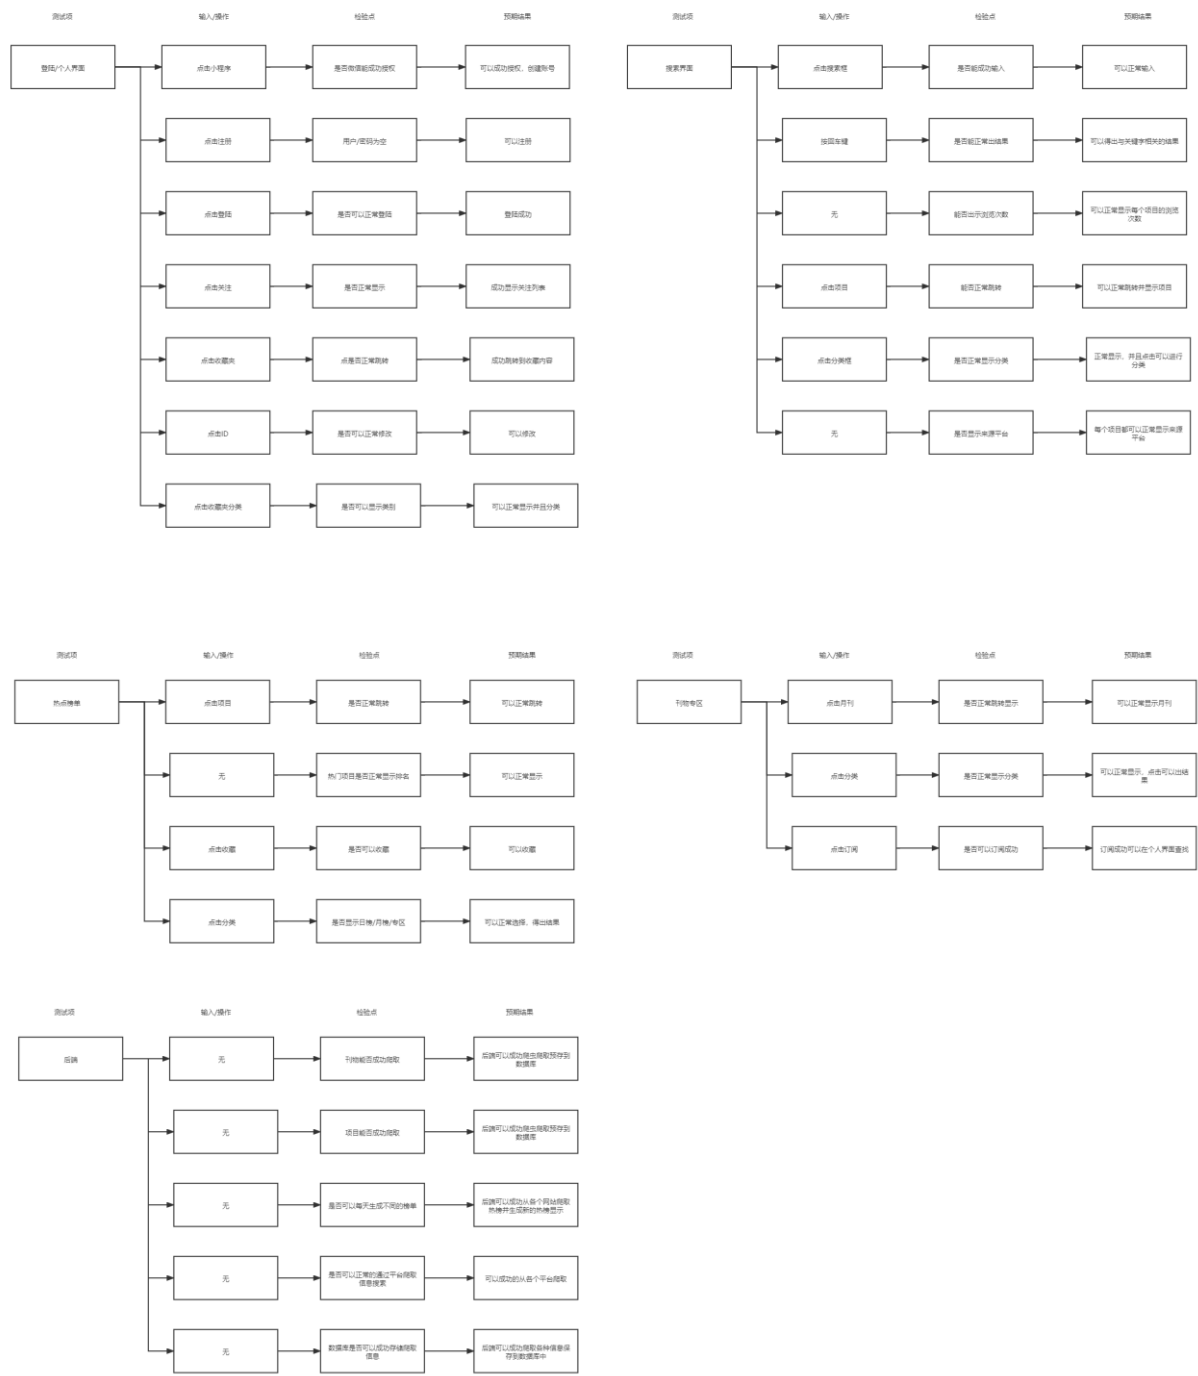 测试项
输入/操作
检验点
预期结果
登陆/个人界面
点击小程序
是否微信能成功授权
可以成功授权，创建账号
点击注册
用户/密码为空
可以注册
点击登陆
是否可以正常登陆
登陆成功
点击关注
是否正常显示
成功显示关注列表
点击收藏夹
点是否正常跳转
成功跳转到收藏内容
点击ID
是否可以正常修改
可以修改
点击收藏夹分类
是否可以显示类别
可以正常显示并且分类
测试项
输入/操作
检验点
预期结果
搜索界面
点击搜索框
是否能成功输入
可以正常输入
按回车键
是否能正常出结果
可以得出与关键字相关的结果
无
能否出示浏览次数
可以正常显示每个项目的浏览
次数
点击项目
能否正常跳转
可以正常跳转并显示项目
点击分类框
是否正常显示分类
正常显示，并且点击可以进行
分类
无
是否显示来源平台
每个项目都可以正常显示来源
平台
测试项
输入/操作
检验点
预期结果
热点榜单
点击项目
是否正常跳转
可以正常跳转
无
热门项目是否正常显示排名
可以正常显示
点击收藏
是否可以收藏
可以收藏
点击分类
是否显示日榜/月榜/专区
可以正常选择，得出结果
测试项
输入/操作
检验点
预期结果
刊物专区
点击月刊
是否正常跳转显示
可以正常显示月刊
点击分类
是否正常显示分类
可以正常显示，点击可以出结
果
点击订阅
是否可以订阅成功
订阅成功可以在个人界面查找
测试项
输入/操作
检验点
预期结果
后端
无
刊物能否成功爬取
后端可以成功爬虫爬取预存到
数据库
无
项目能否成功爬取
后端可以成功爬虫爬取预存到
数据库
无
是否可以每天生成不同的榜单
后端可以成功从各个网站爬取
热榜并生成新的热榜显示
无
是否可以正常的通过平台爬取
信息搜索
可以成功的从各个平台爬取
无
数据库是否可以成功存储爬取
信息
后端可以成功爬取各种信息保
存到数据库中